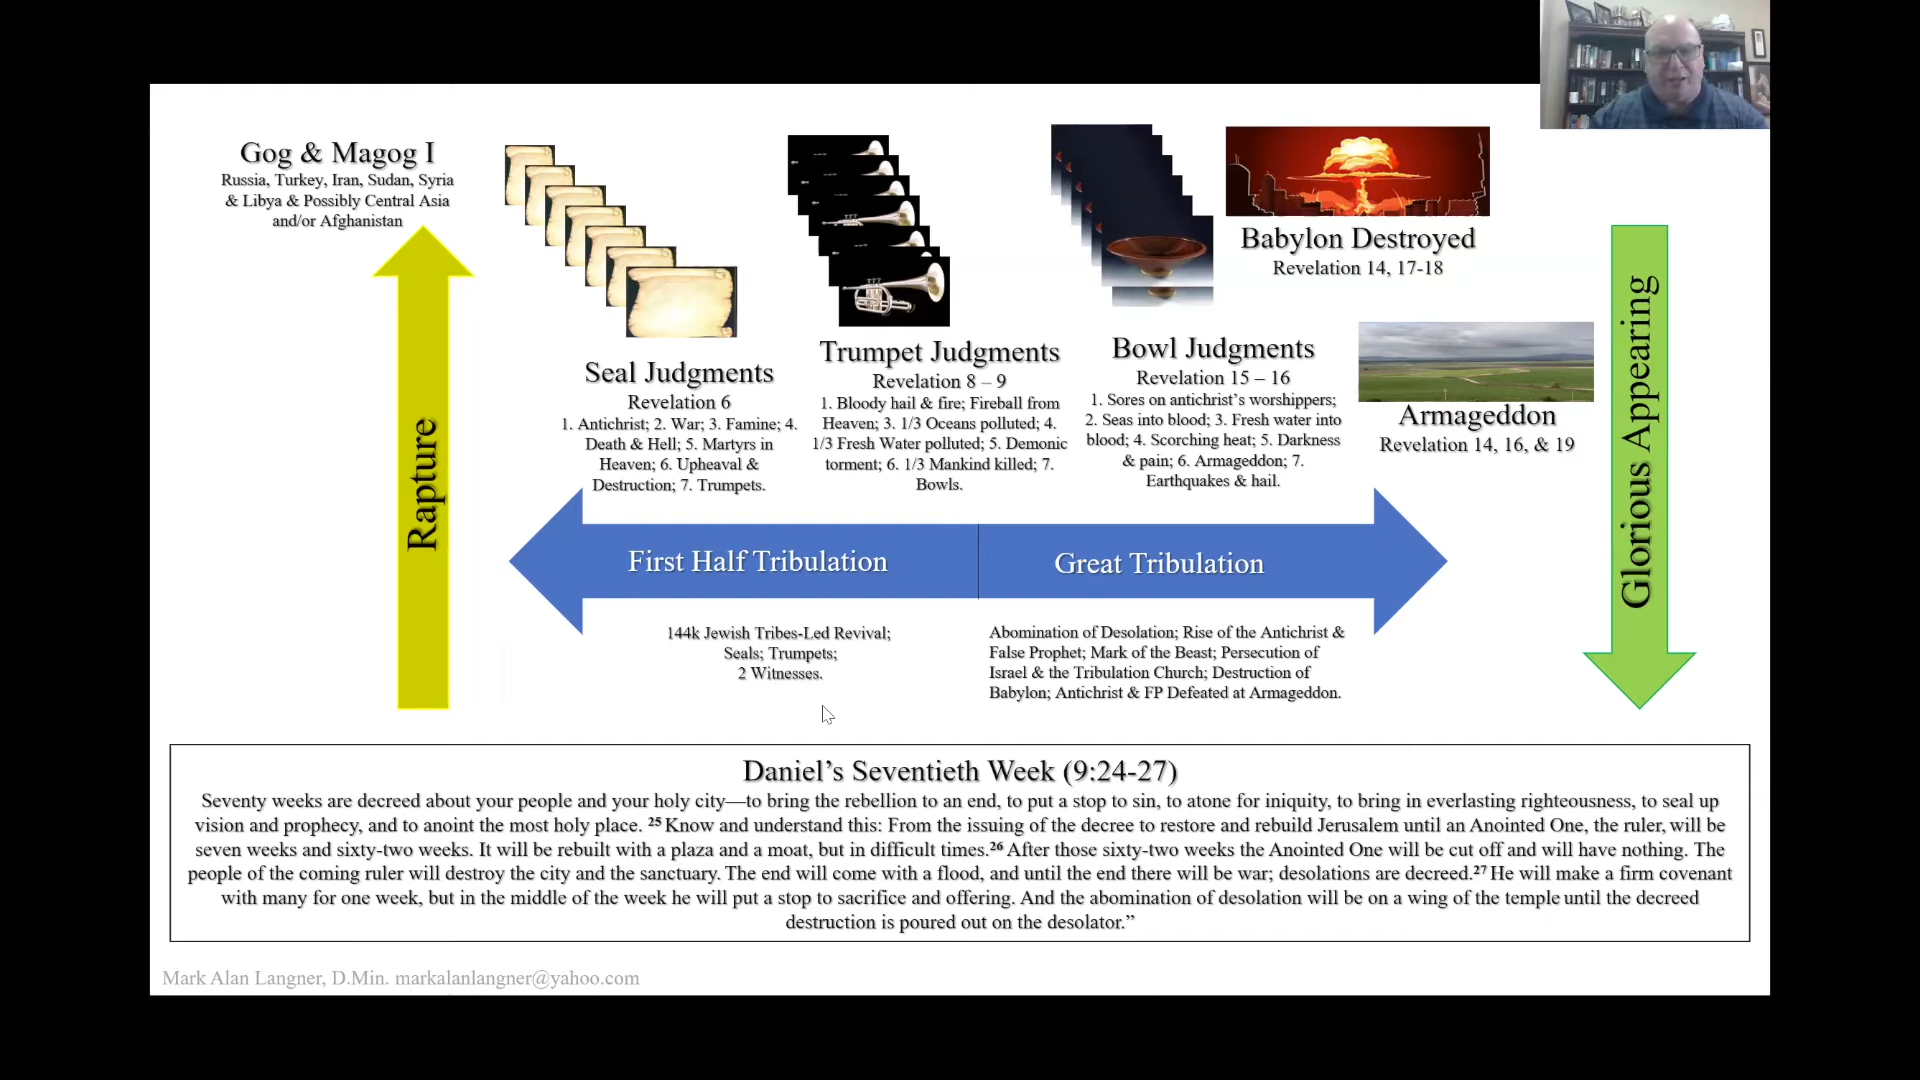 Gog & Magog I
Russia, Turkey, Iran, Sudan, Syria
& Libya & Possibly Central Asia
and/or Afghanistan
Rapture
Seal Judgments
Revelation 6
1. Antichrist; 2. War; 3. Famine; 4.
Death & Hell; 5. Martyrs in
Heaven; 6. Upheaval &
Destruction; 7. Trumpets.
Trumpet Judgments
Revelation 8 – 9
1. Bloody hail & fire; Fireball from
Heaven; 3. 1/3 Oceans polluted; 4.
1/3 Fresh Water polluted; 5. Demonic
torment; 6. 1/3 Mankind killed; 7.
Bowls.
Bowl Judgments
Revelation 15 – 16
1. Sores on antichrist’s worshippers;
2. Seas into blood; 3. Fresh water into
blood; 4. Scorching heat; 5. Darkness
& pain; 6. Armageddon; 7.
Earthquakes & hail.
Babylon Destroyed
Revelation 14, 17-18
Armageddon
Revelation 14, 16, & 19
Glorious Appearing
First Half Tribulation
Great Tribulation
144k Jewish Tribes-Led Revival;
Seals; Trumpets;
2 Witnesses.
Abomination of Desolation; Rise of the Antichrist &
False Prophet; Mark of the Beast; Persecution of
Israel & the Tribulation Church; Destruction of
Babylon; Antichrist & FP Defeated at Armageddon.
Daniel’s Seventieth Week (9:24-27)
Seventy weeks are decreed about your people and your holy city—to bring the rebellion to an end, to put a stop to sin, to atone for iniquity, to bring in everlasting righteousness, to seal up
vision and prophecy, and to anoint the most holy place. 25 Know and understand this: From the issuing of the decree to restore and rebuild Jerusalem until an Anointed One, the ruler, will be
seven weeks and sixty-two weeks. It will be rebuilt with a plaza and a moat, but in difficult times.26 After those sixty-two weeks the Anointed One will be cut off and will have nothing. The
people of the coming ruler will destroy the city and the sanctuary. The end will come with a flood, and until the end there will be war; desolations are decreed.27 He will make a firm covenant
with many for one week, but in the middle of the week he will put a stop to sacrifice and offering. And the abomination of desolation will be on a wing of the temple until the decreed
destruction is poured out on the desolator.”
Mark Alan Langner, D.Min. markalanlangner@yahoo.com